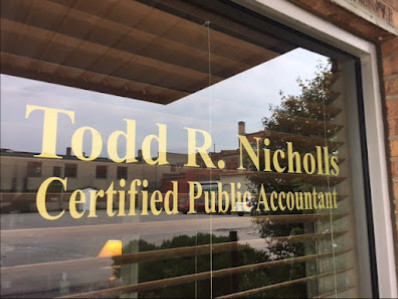 Todd R. Nicholls
Certified Public Accountant